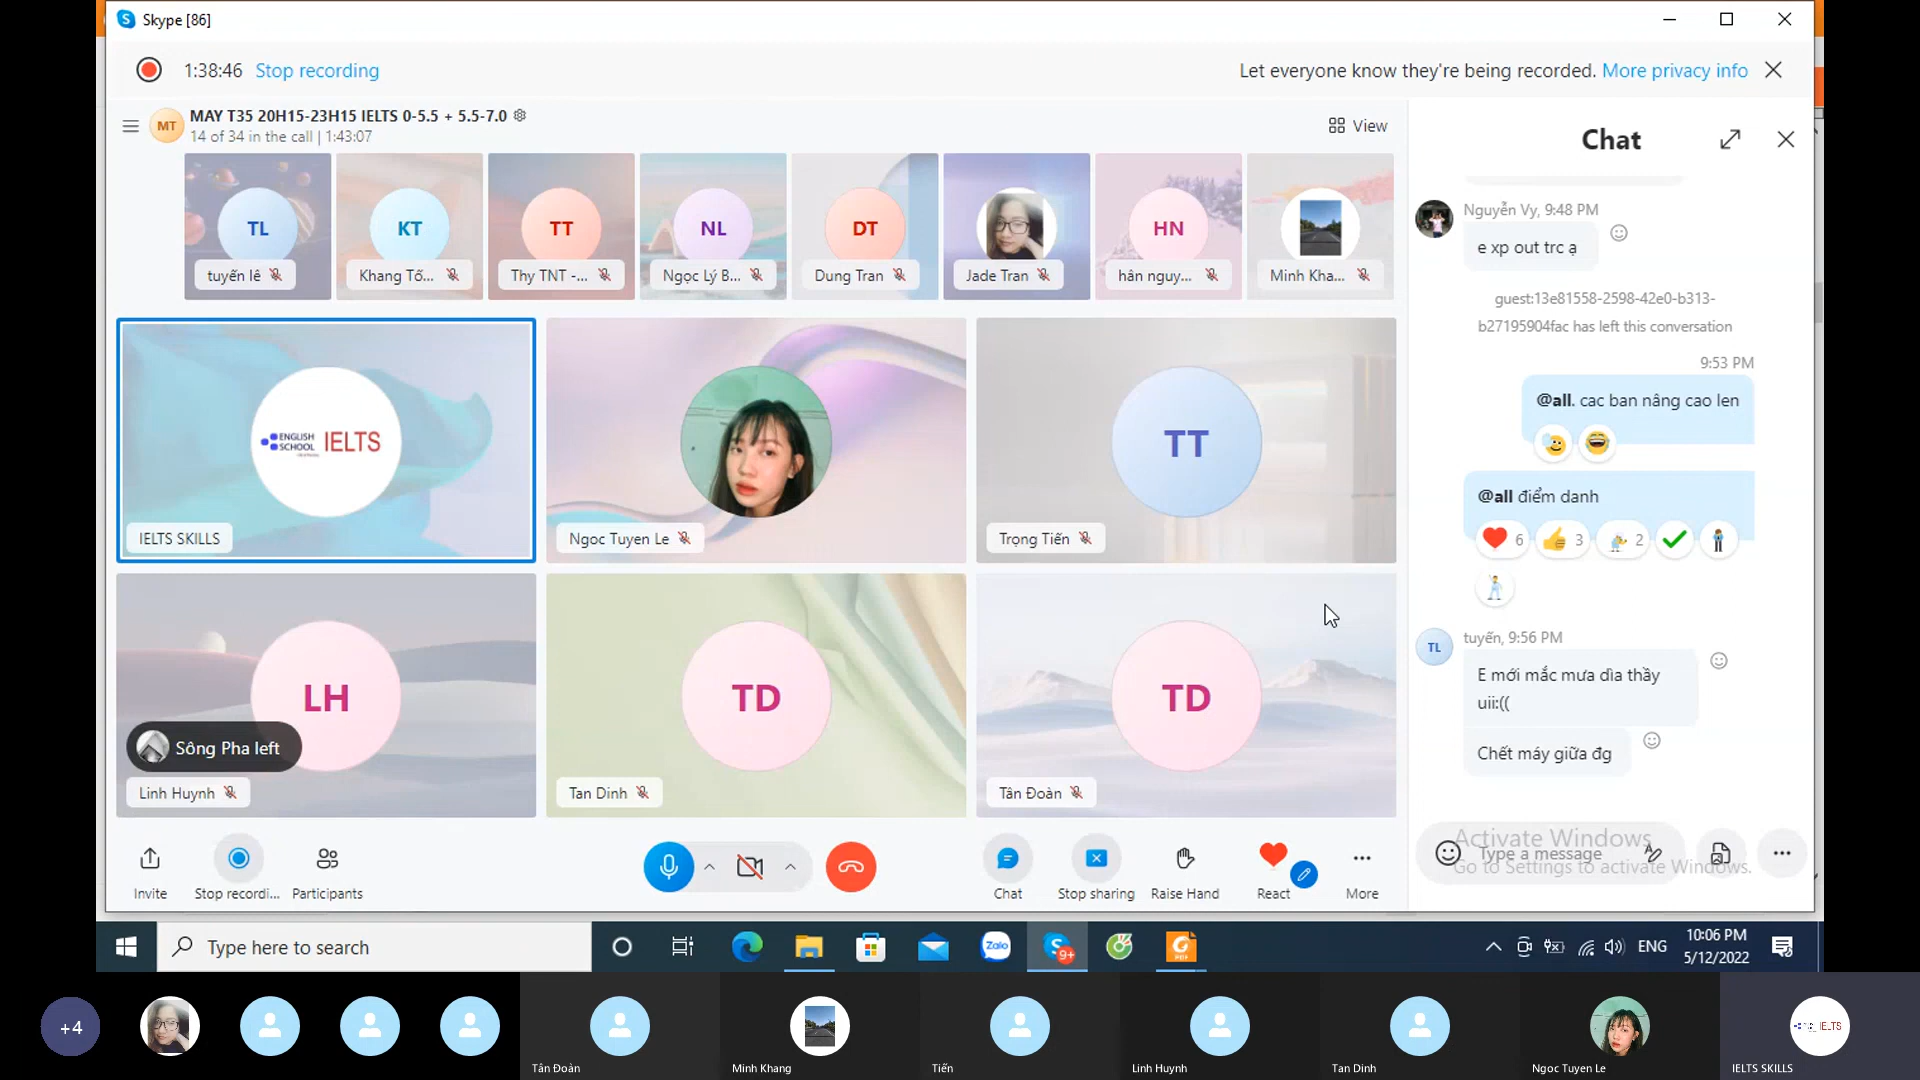 Skype [86]
1:38:46 Stop recording
Let everyone know they're being recorded. More privacy info
MT
MAY T35 20H15-23H15 IELTS 0-5.5 + 5.5-7.0
14 of 34 in the call | 1:43:07
View
TL
KT
TT
NL
DT
HN
tuyến lê
Khang Tố...
Thy TNT -...
Ngọc Lý B...
Dung Tran
Jade Tran
hân nguy...
Minh Kha...
ENGLISH
SCHOOL
IELTS
TT
IELTS SKILLS
Ngoc Tuyen Le
Trọng Tiến
LH
TD
TD
Sông Pha left
Linh Huynh
Tan Dinh
Tân Đoàn
Invite
Stop recordi...
Participants
Chat
Stop sharing
Raise Hand
React
More
Chat
Nguyễn Vy, 9:48 PM
e xp out trc ạ
guest:13e81558-2598-42e0-b313-
b27195904fac has left this conversation
9:53 PM
@all. cac ban nâng cao len
@all điểm danh
6
3
2
TL
tuyến, 9:56 PM
E mới mắc mưa dìa thầy
uii:((
Chết máy giữa đg
Activate Windows
Type a message
Go to Settings to activate Windows.
Type here to search
Zalo
9+
PDF
ENG
10:06 PM
5/12/2022
+4
Tân Đoàn
Minh Khang
Tiến
Linh Huynh
Tan Dinh
Ngoc Tuyen Le
IELTS
IELTS SKILLS